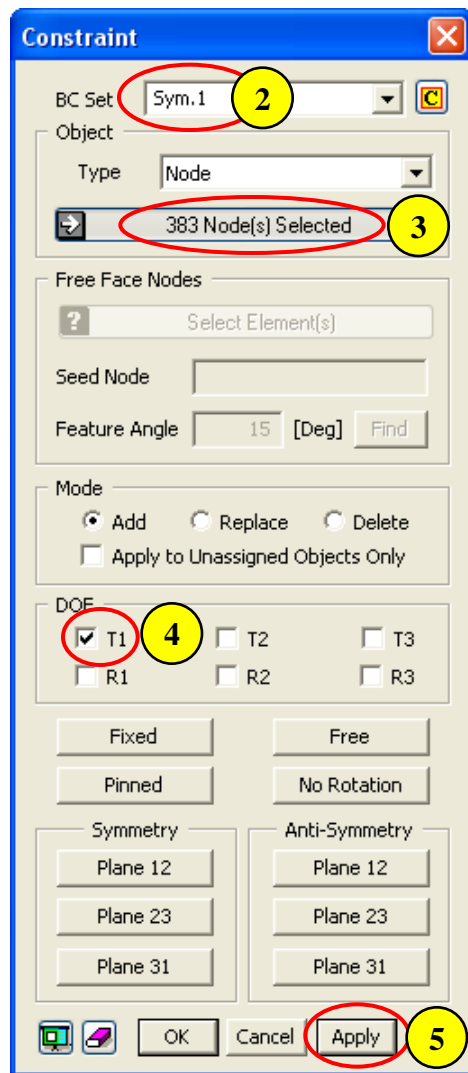 Constraint
BC Set Sym.1 2 C
Object
Type Node
383 Node(s) Selected 3
Free Face Nodes
? Select Element(s)
Seed Node
Feature Angle 15 [Deg] Find
Mode
Add Replace Delete
Apply to Unassigned Objects Only
DOF
T1 4 T2 T3
R1 R2 R3
Fixed Free
Pinned No Rotation
Symmetry Anti-Symmetry
Plane 12 Plane 12
Plane 23 Plane 23
Plane 31 Plane 31
OK Cancel Apply 5